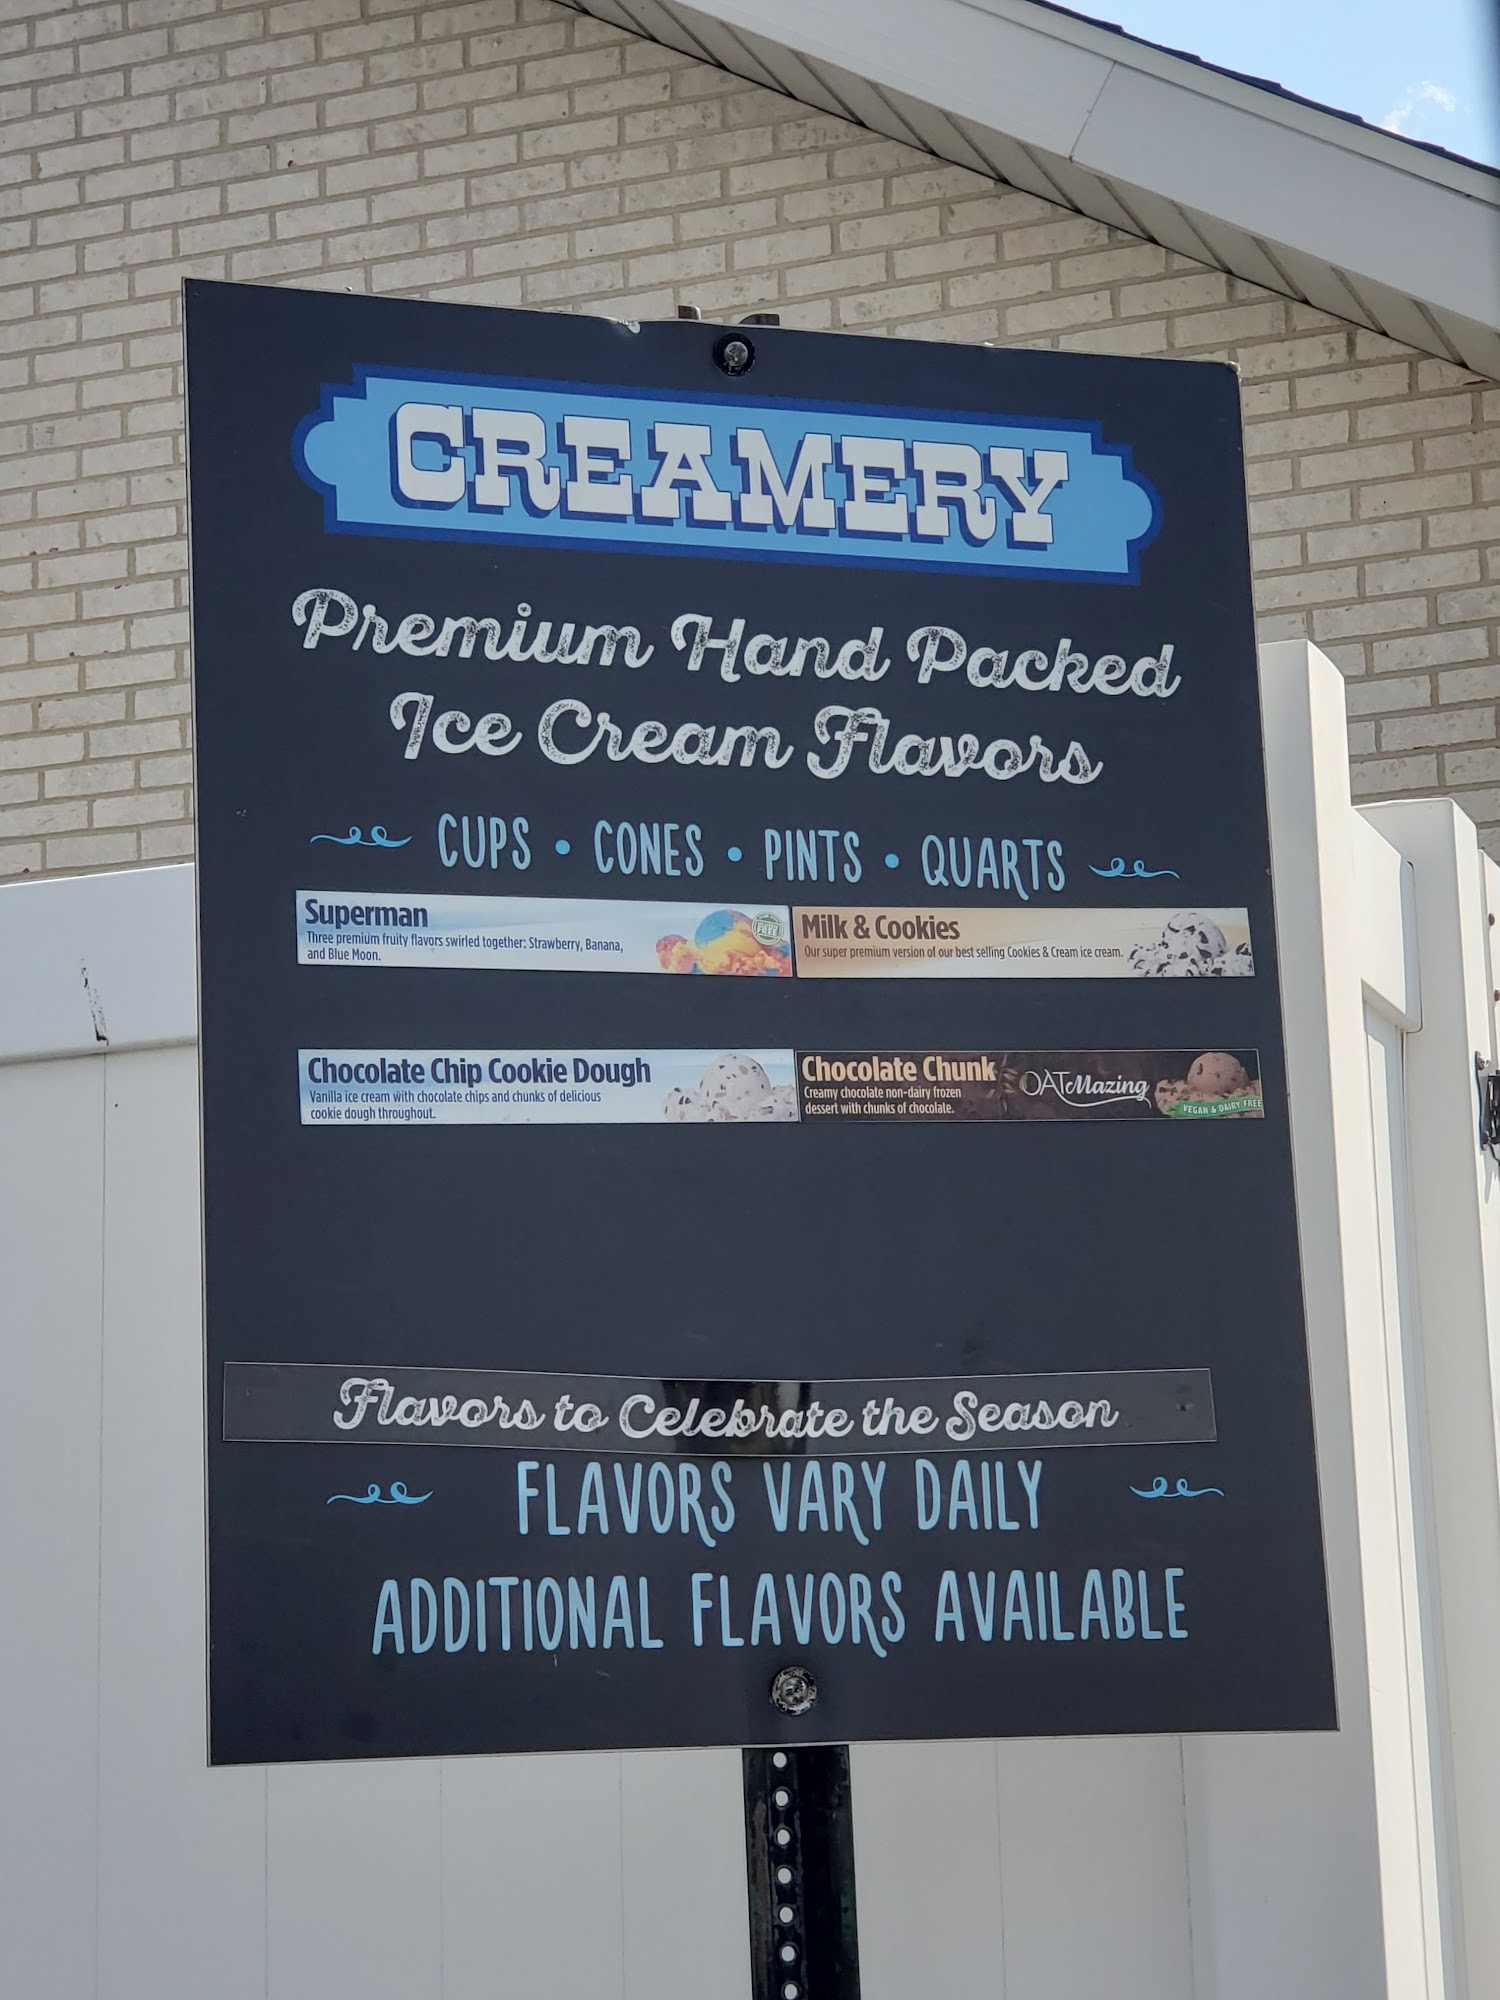 CREAMERY
Premium Hand Packed
Ice Cream Flavors
CUPS • CONES • PINTS • QUARTS
Superman
Three premium fruity flavors swirled together: Strawberry, Banana,
and Blue Moon.
FREE
Milk & Cookies
Our super premium version of our best selling Cookies & Cream ice cream.
Chocolate Chip Cookie Dough
Vanilla ice cream with chocolate chips and chunks of delicious
cookie dough throughout.
Chocolate Chunk
Creamy chocolate non-dairy frozen
dessert with chunks of chocolate.
OATcMazing
VEGAN & DAIRY FREE
Flavors to Celebrate the Season
FLAVORS VARY DAILY
ADDITIONAL FLAVORS AVAILABLE